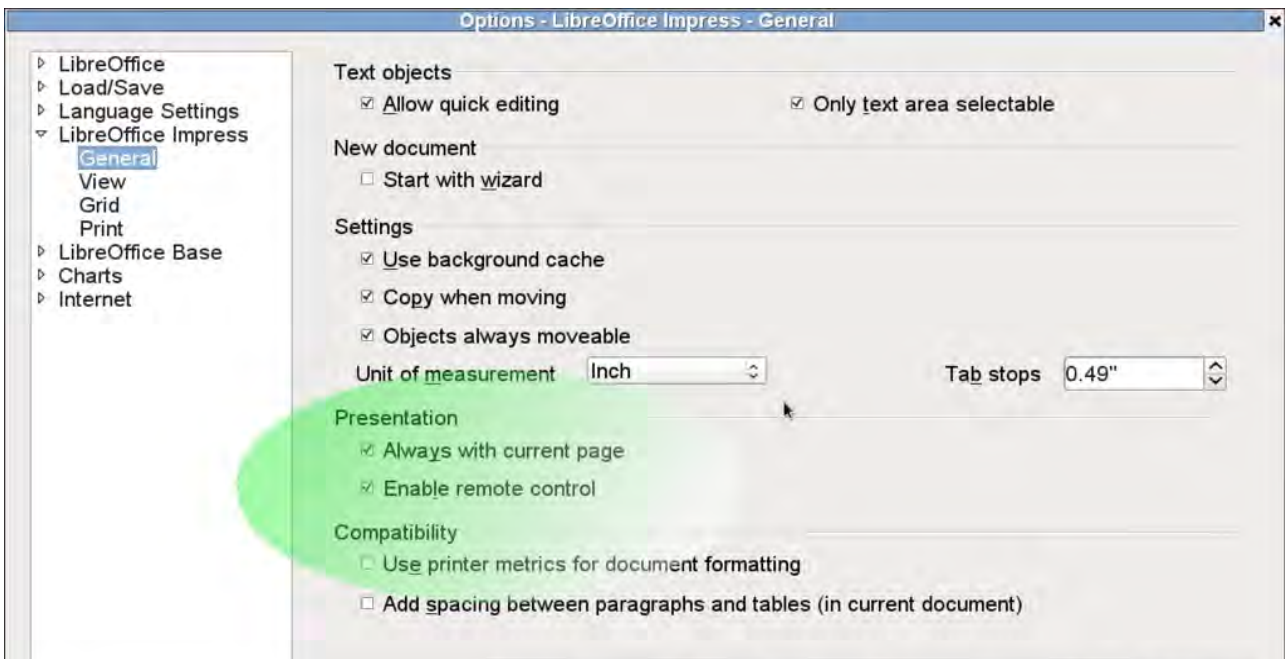 Options - LibreOffice Impress - General
LibreOffice
Load/Save
Language Settings
LibreOffice Impress
General
View
Grid
Print
LibreOffice Base
Charts
Internet
Text objects
Allow quick editing
Only text area selectable
New document
Start with wizard
Settings
Use background cache
Copy when moving
Objects always moveable
Unit of measurement Inch Tab stops 0.49"
Presentation
Always with current page
Enable remote control
Compatibility
Use printer metrics for document formatting
Add spacing between paragraphs and tables (in current document)